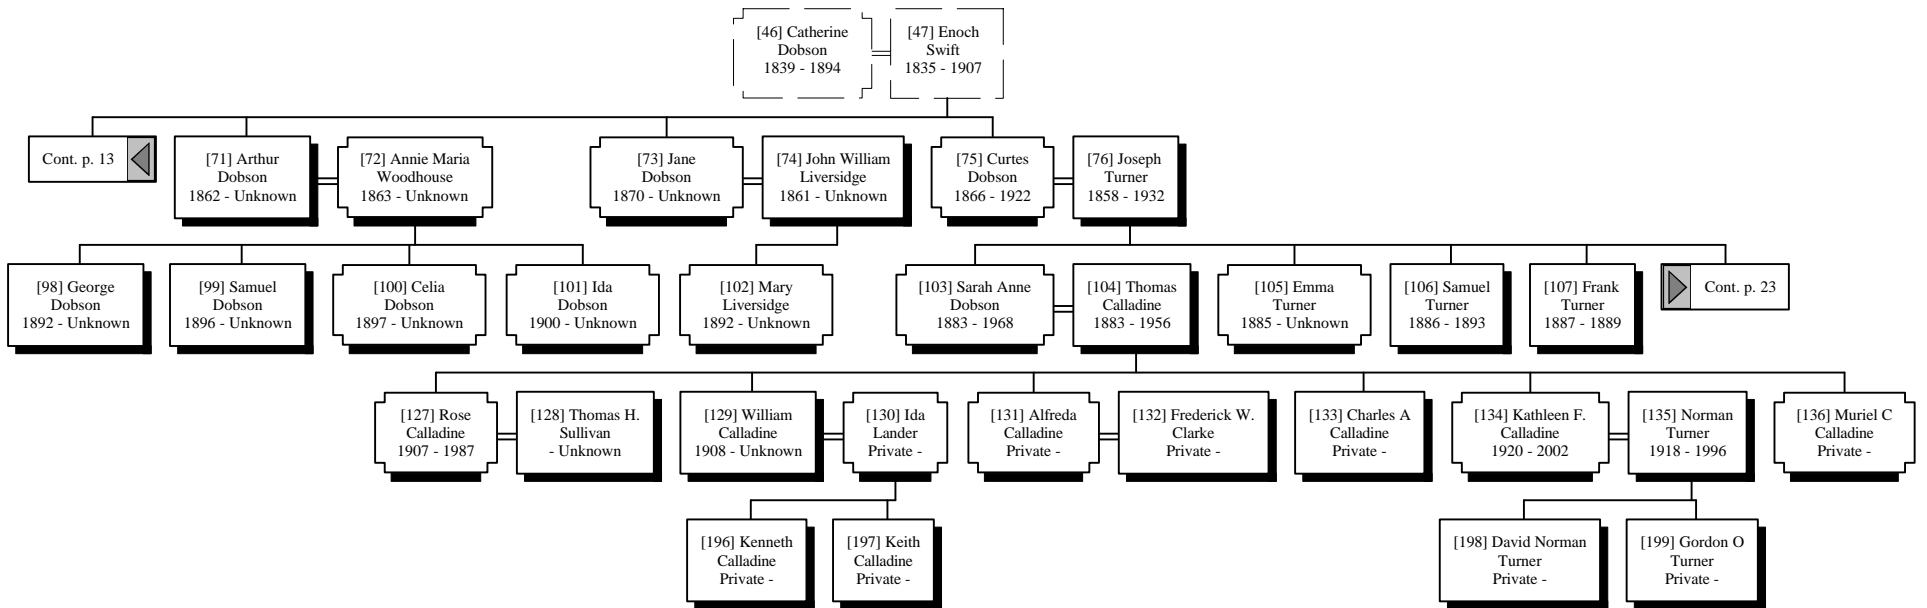 [46] Catherine
Dobson
1839 - 1894
[47] Enoch
Swift
1835 - 1907
Cont. p. 13
[71] Arthur
Dobson
1862 - Unknown
[72] Annie Maria
Woodhouse
1863 - Unknown
[73] Jane
Dobson
1870 - Unknown
[74] John William
Liversidge
1861 - Unknown
[75] Curtes
Dobson
1866 - 1922
[76] Joseph
Turner
1858 - 1932
[98] George
Dobson
1892 - Unknown
[99] Samuel
Dobson
1896 - Unknown
[100] Celia
Dobson
1897 - Unknown
[101] Ida
Dobson
1900 - Unknown
[102] Mary
Liversidge
1892 - Unknown
[103] Sarah Anne
Dobson
1883 - 1968
[104] Thomas
Calladine
1883 - 1956
[105] Emma
Turner
1885 - Unknown
[106] Samuel
Turner
1886 - 1893
[107] Frank
Turner
1887 - 1889
Cont. p. 23
[127] Rose
Calladine
1907 - 1987
[128] Thomas H.
Sullivan
- Unknown
[129] William
Calladine
1908 - Unknown
[130] Ida
Lander
Private -
[131] Alfreda
Calladine
Private -
[132] Frederick W.
Clarke
Private -
[133] Charles A
Calladine
Private -
[134] Kathleen F.
Calladine
1920 - 2002
[135] Norman
Turner
1918 - 1996
[136] Muriel C
Calladine
Private -
[196] Kenneth
Calladine
Private -
[197] Keith
Calladine
Private -
[198] David Norman
Turner
Private -
[199] Gordon O
Turner
Private -